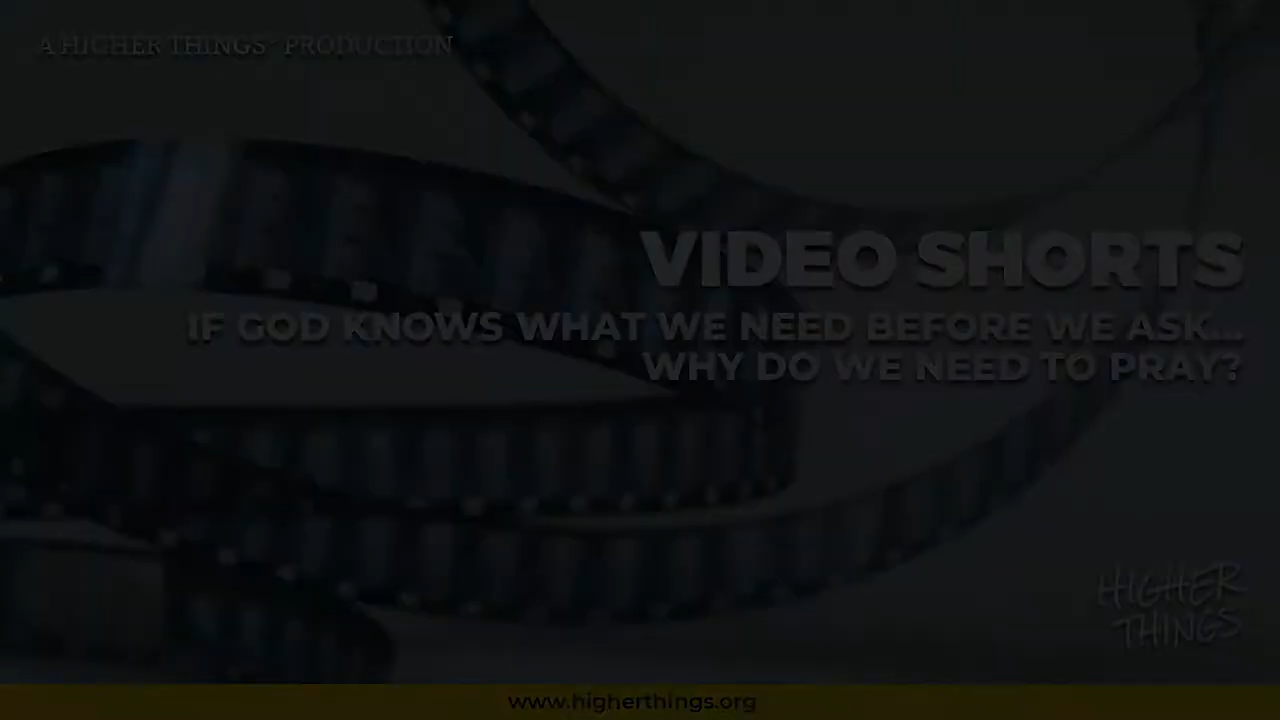 A HIGHER THINGS® PRODUCTION
VIDEO SHORTS
IF GOD KNOWS WHAT WE NEED BEFORE WE ASK...
WHY DO WE NEED TO PRAY?
HIGHER
THINGS
www.higherthings.org